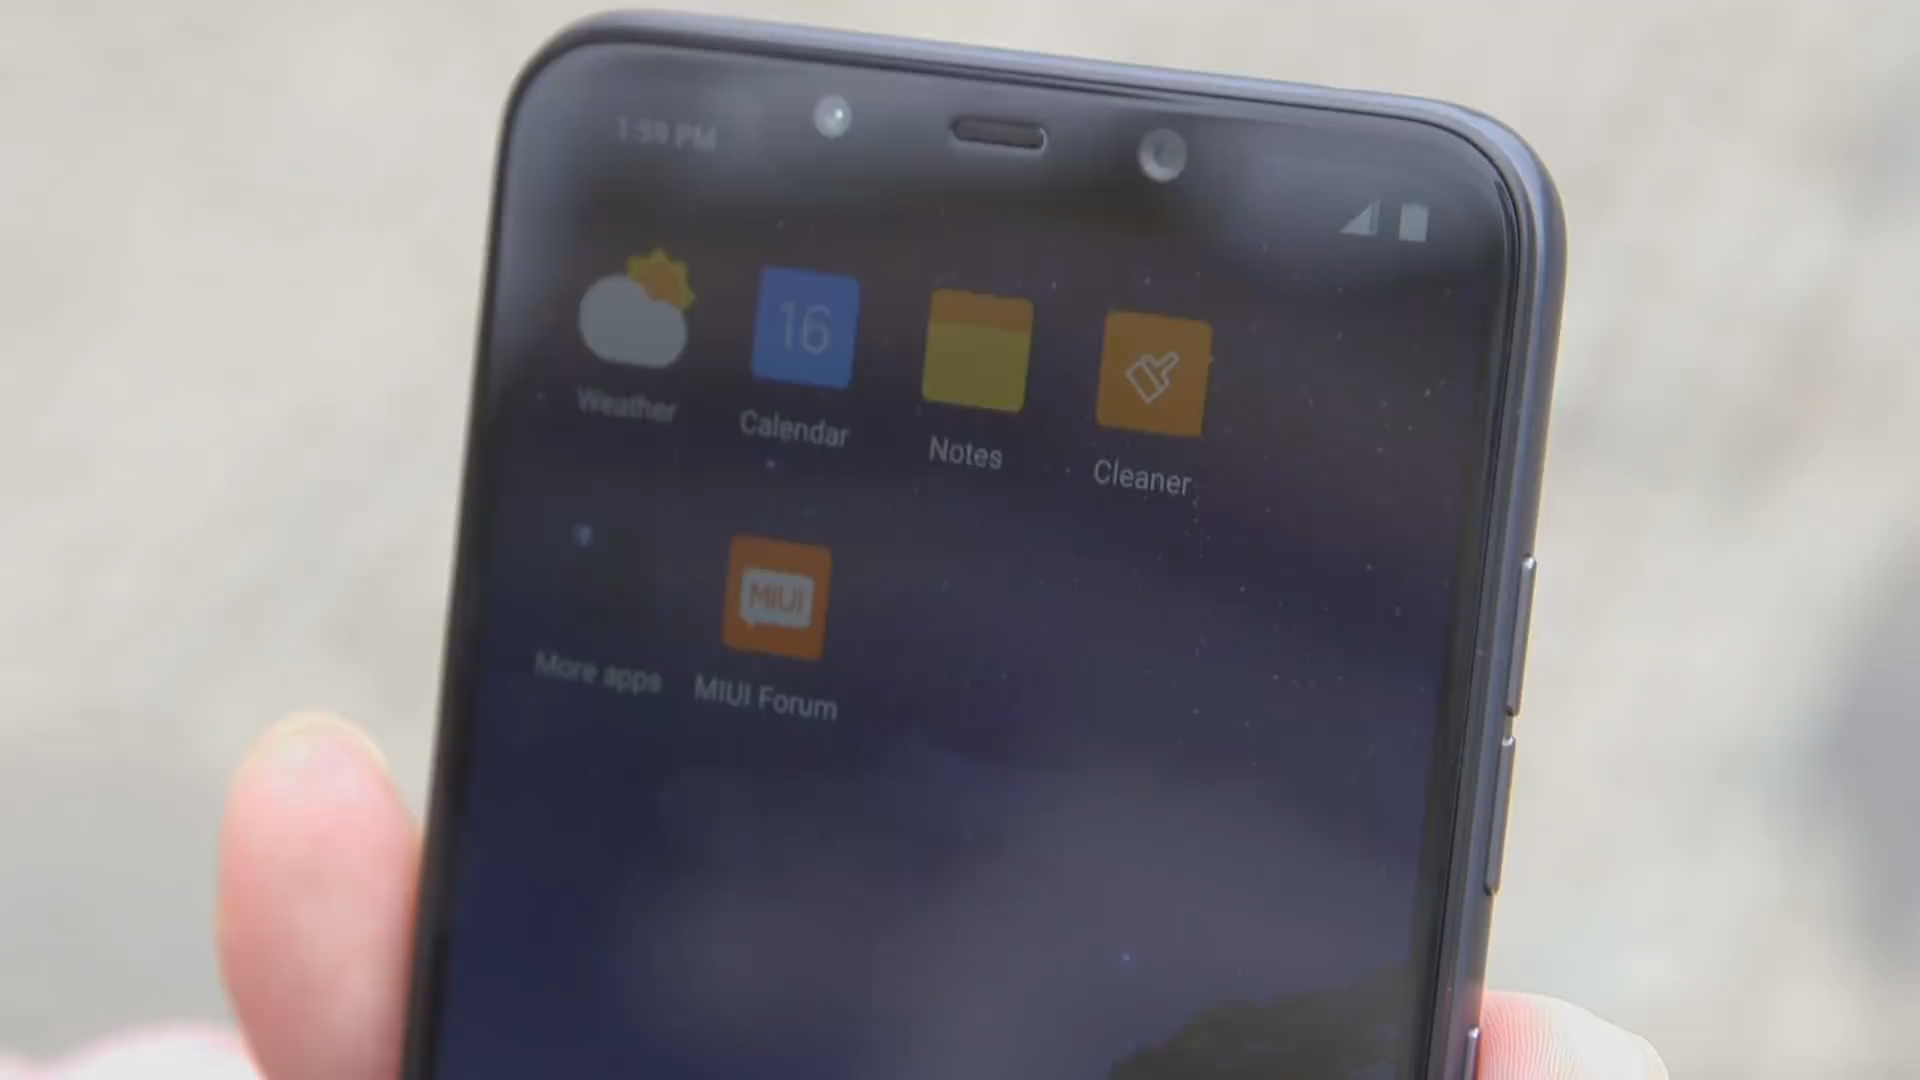 1:59 PM
16
Weather
Calendar
Notes
Cleaner
MIUI
More apps
MIUI Forum